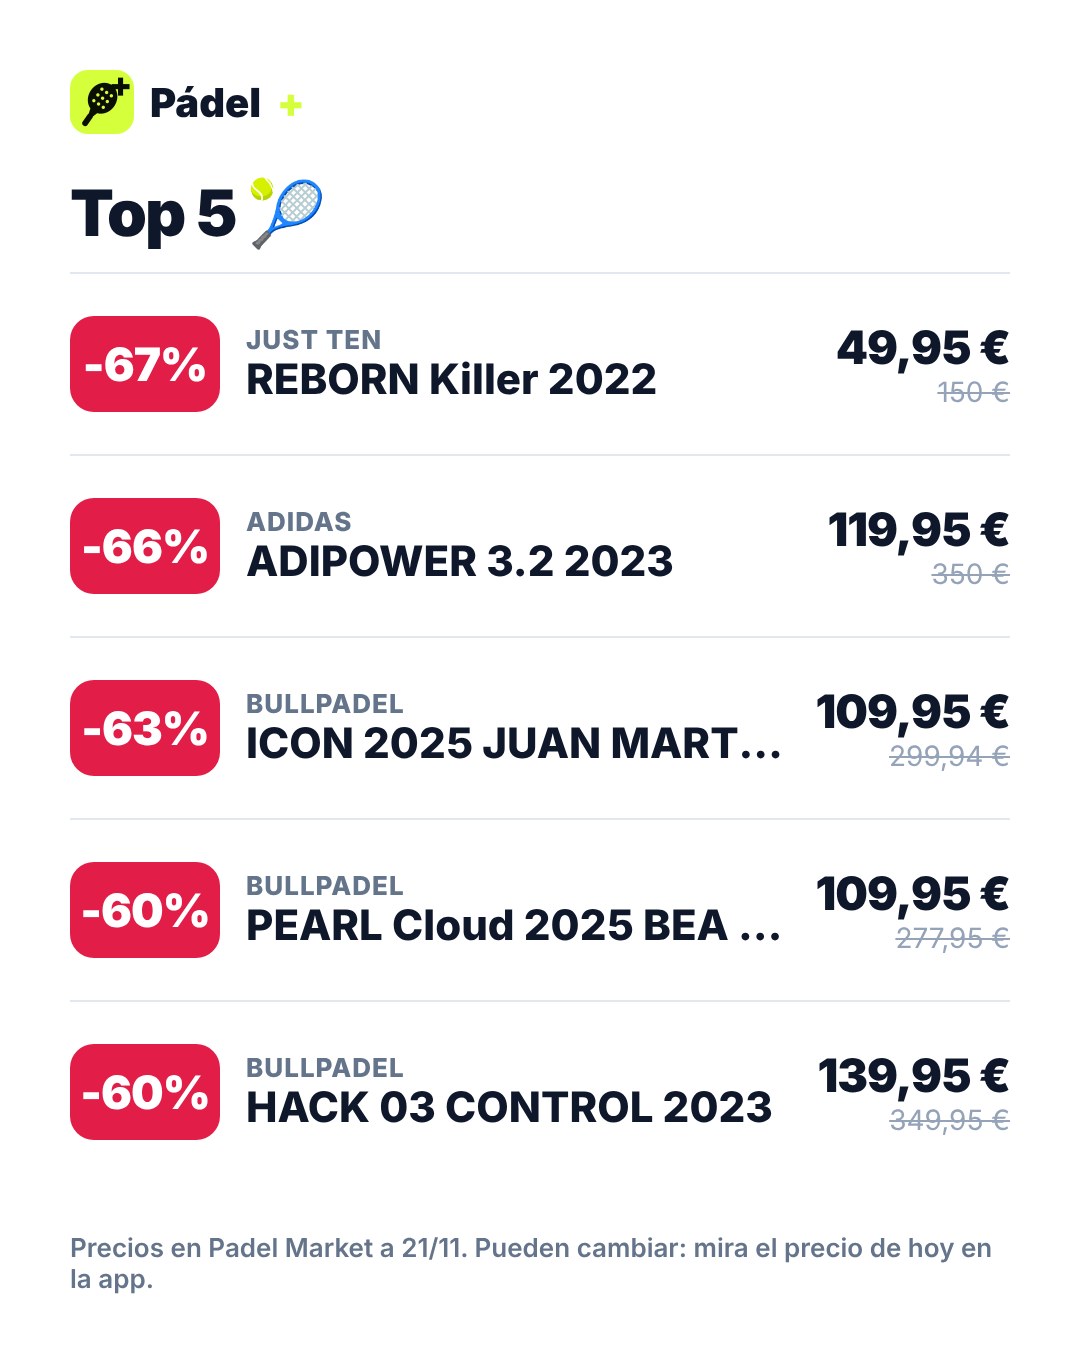 Pádel +
Top 5
-67%
JUST TEN
REBORN Killer 2022
49,95 €
150 €
-66%
ADIDAS
ADIPOWER 3.2 2023
119,95 €
350 €
-63%
BULLPADEL
ICON 2025 JUAN MART...
109,95 €
299,94 €
-60%
BULLPADEL
PEARL Cloud 2025 BEA ...
109,95 €
277,95 €
-60%
BULLPADEL
HACK 03 CONTROL 2023
139,95 €
349,95 €
Precios en Padel Market a 21/11. Pueden cambiar: mira el precio de hoy en
la app.